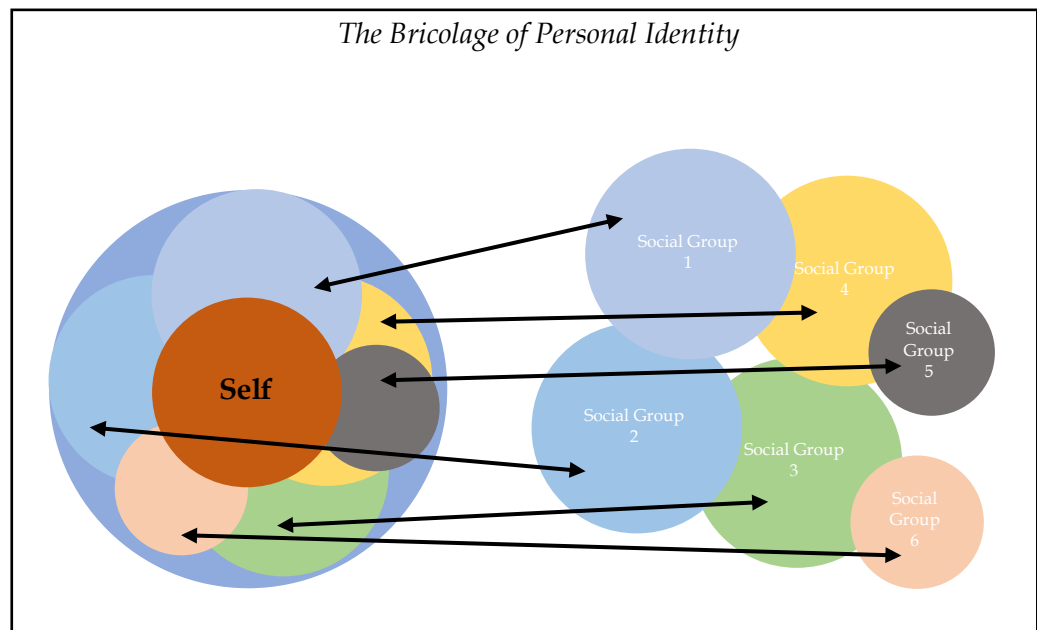 The Bricolage of Personal Identity
Social Group
1
Social Group
4
Social
Group
5
Self
Social Group
2
Social Group
3
Social
Group
6